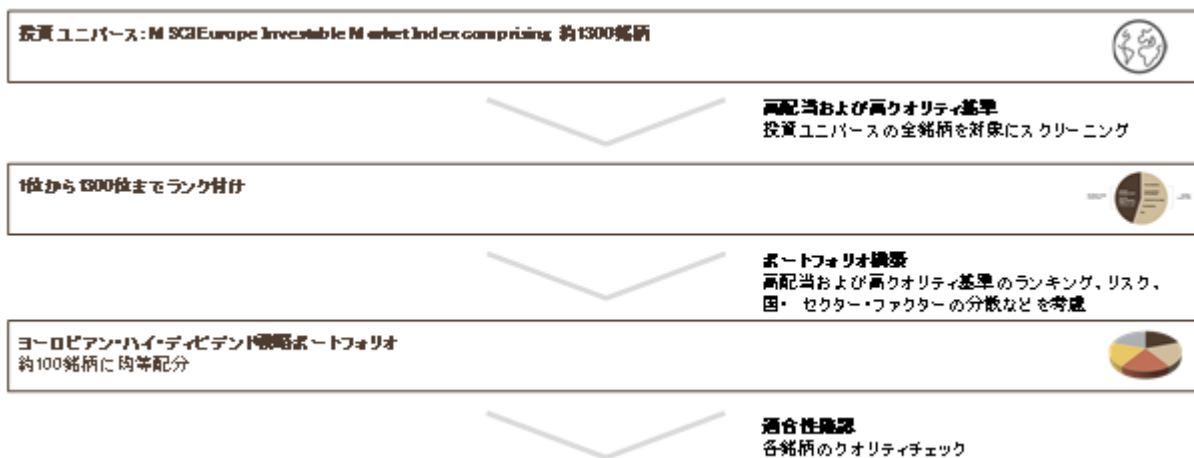 投資ユニバース:MSCI Europe Investable Market Index comprising 約1300銘柄
高配当および高クオリティ基準
投資ユニバースの全銘柄を対象にスクリーニング
1位から1300位までランク付け
ポートフォリオ構築
高配当および高クオリティ基準のランキング、リスク、
国・ セクター・ファクターの分散などを考慮
ヨーロピアン・ハイ・ディビデンド戦略ポートフォリオ
約100銘柄に均等配分
適合性確認
各銘柄のクオリティチェック